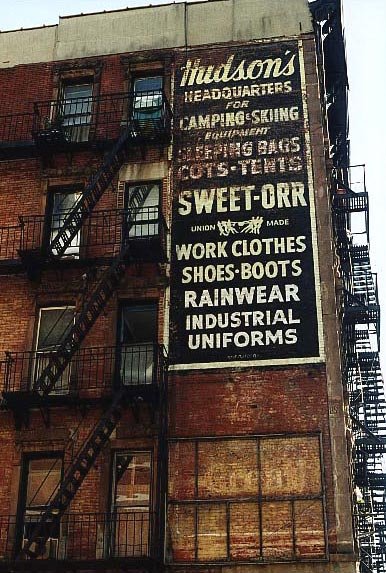 Hudson's
HEADQUARTERS
FOR
CAMPING & SKIING
EQUIPMENT
SLEEPING BAGS
COTS-TENTS
SWEET-ORR
UNION MADE
WORK CLOTHES
SHOES-BOOTS
RAINWEAR
INDUSTRIAL
UNIFORMS